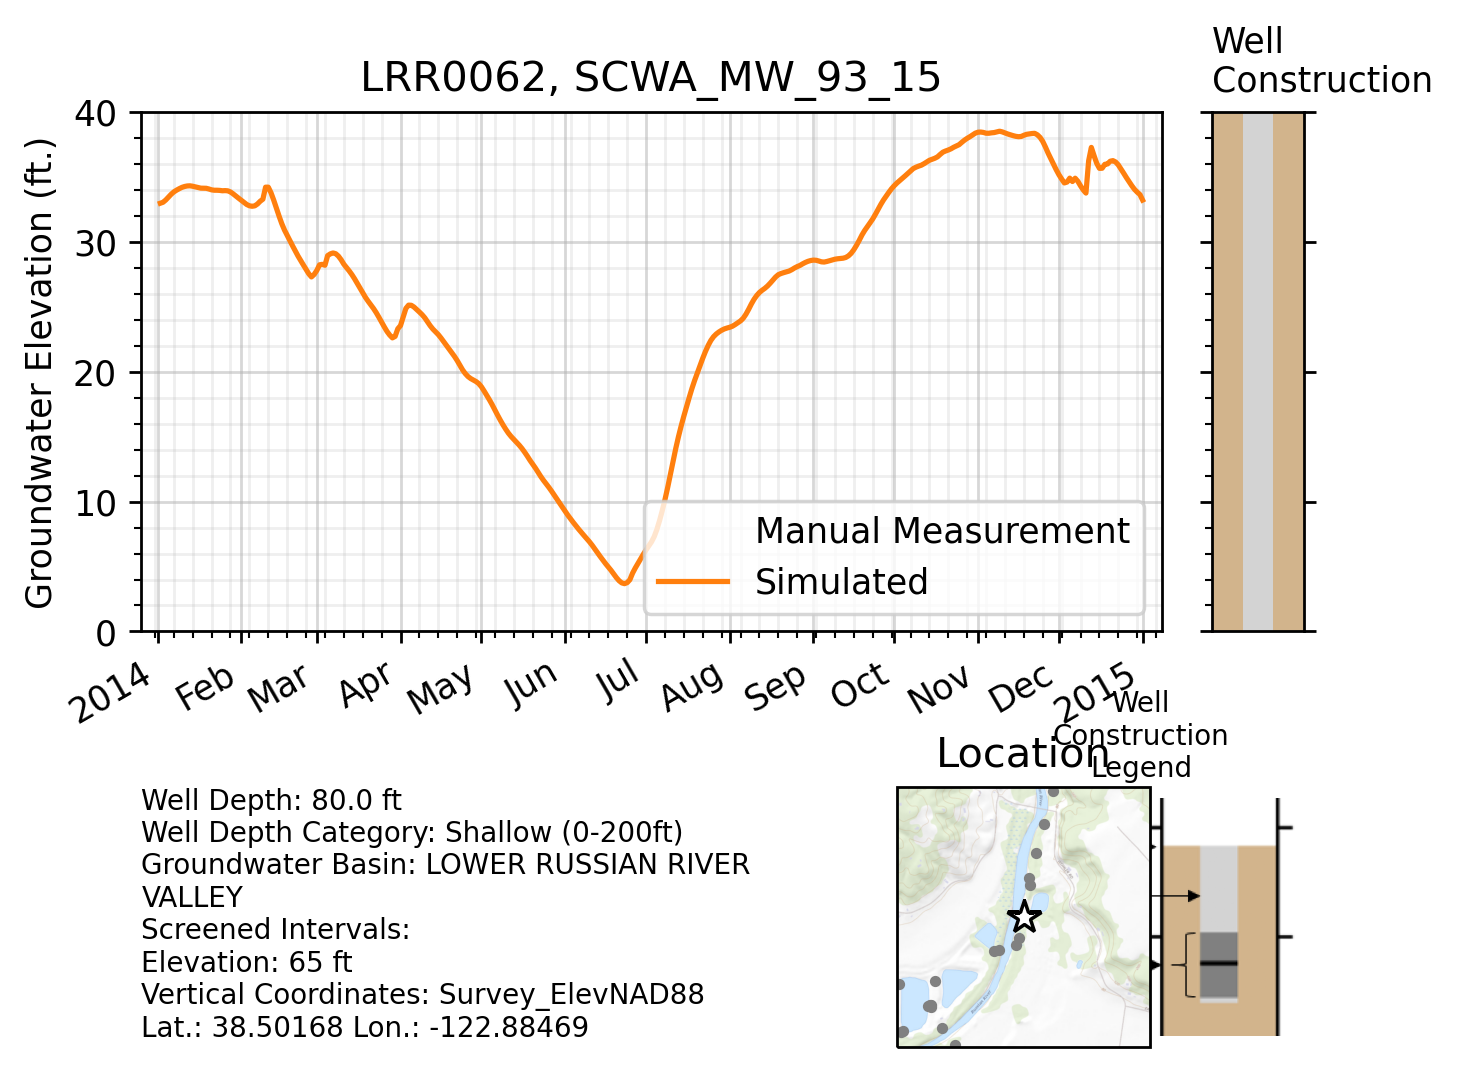 Well
Construction
LRR0062, SCWA_MW_93_15
Groundwater Elevation (ft.)
40
30
20
10
0
Manual Measurement
Simulated
2014
Feb
Mar
Apr
May
Jun
Jul
Aug
Sep
Oct
Nov
Dec
2015
Well
Construction
Legend
Location
Well Depth: 80.0 ft
Well Depth Category: Shallow (0-200ft)
Groundwater Basin: LOWER RUSSIAN RIVER
VALLEY
Screened Intervals:
Elevation: 65 ft
Vertical Coordinates: Survey_ElevNAD88
Lat.: 38.50168 Lon.: -122.88469